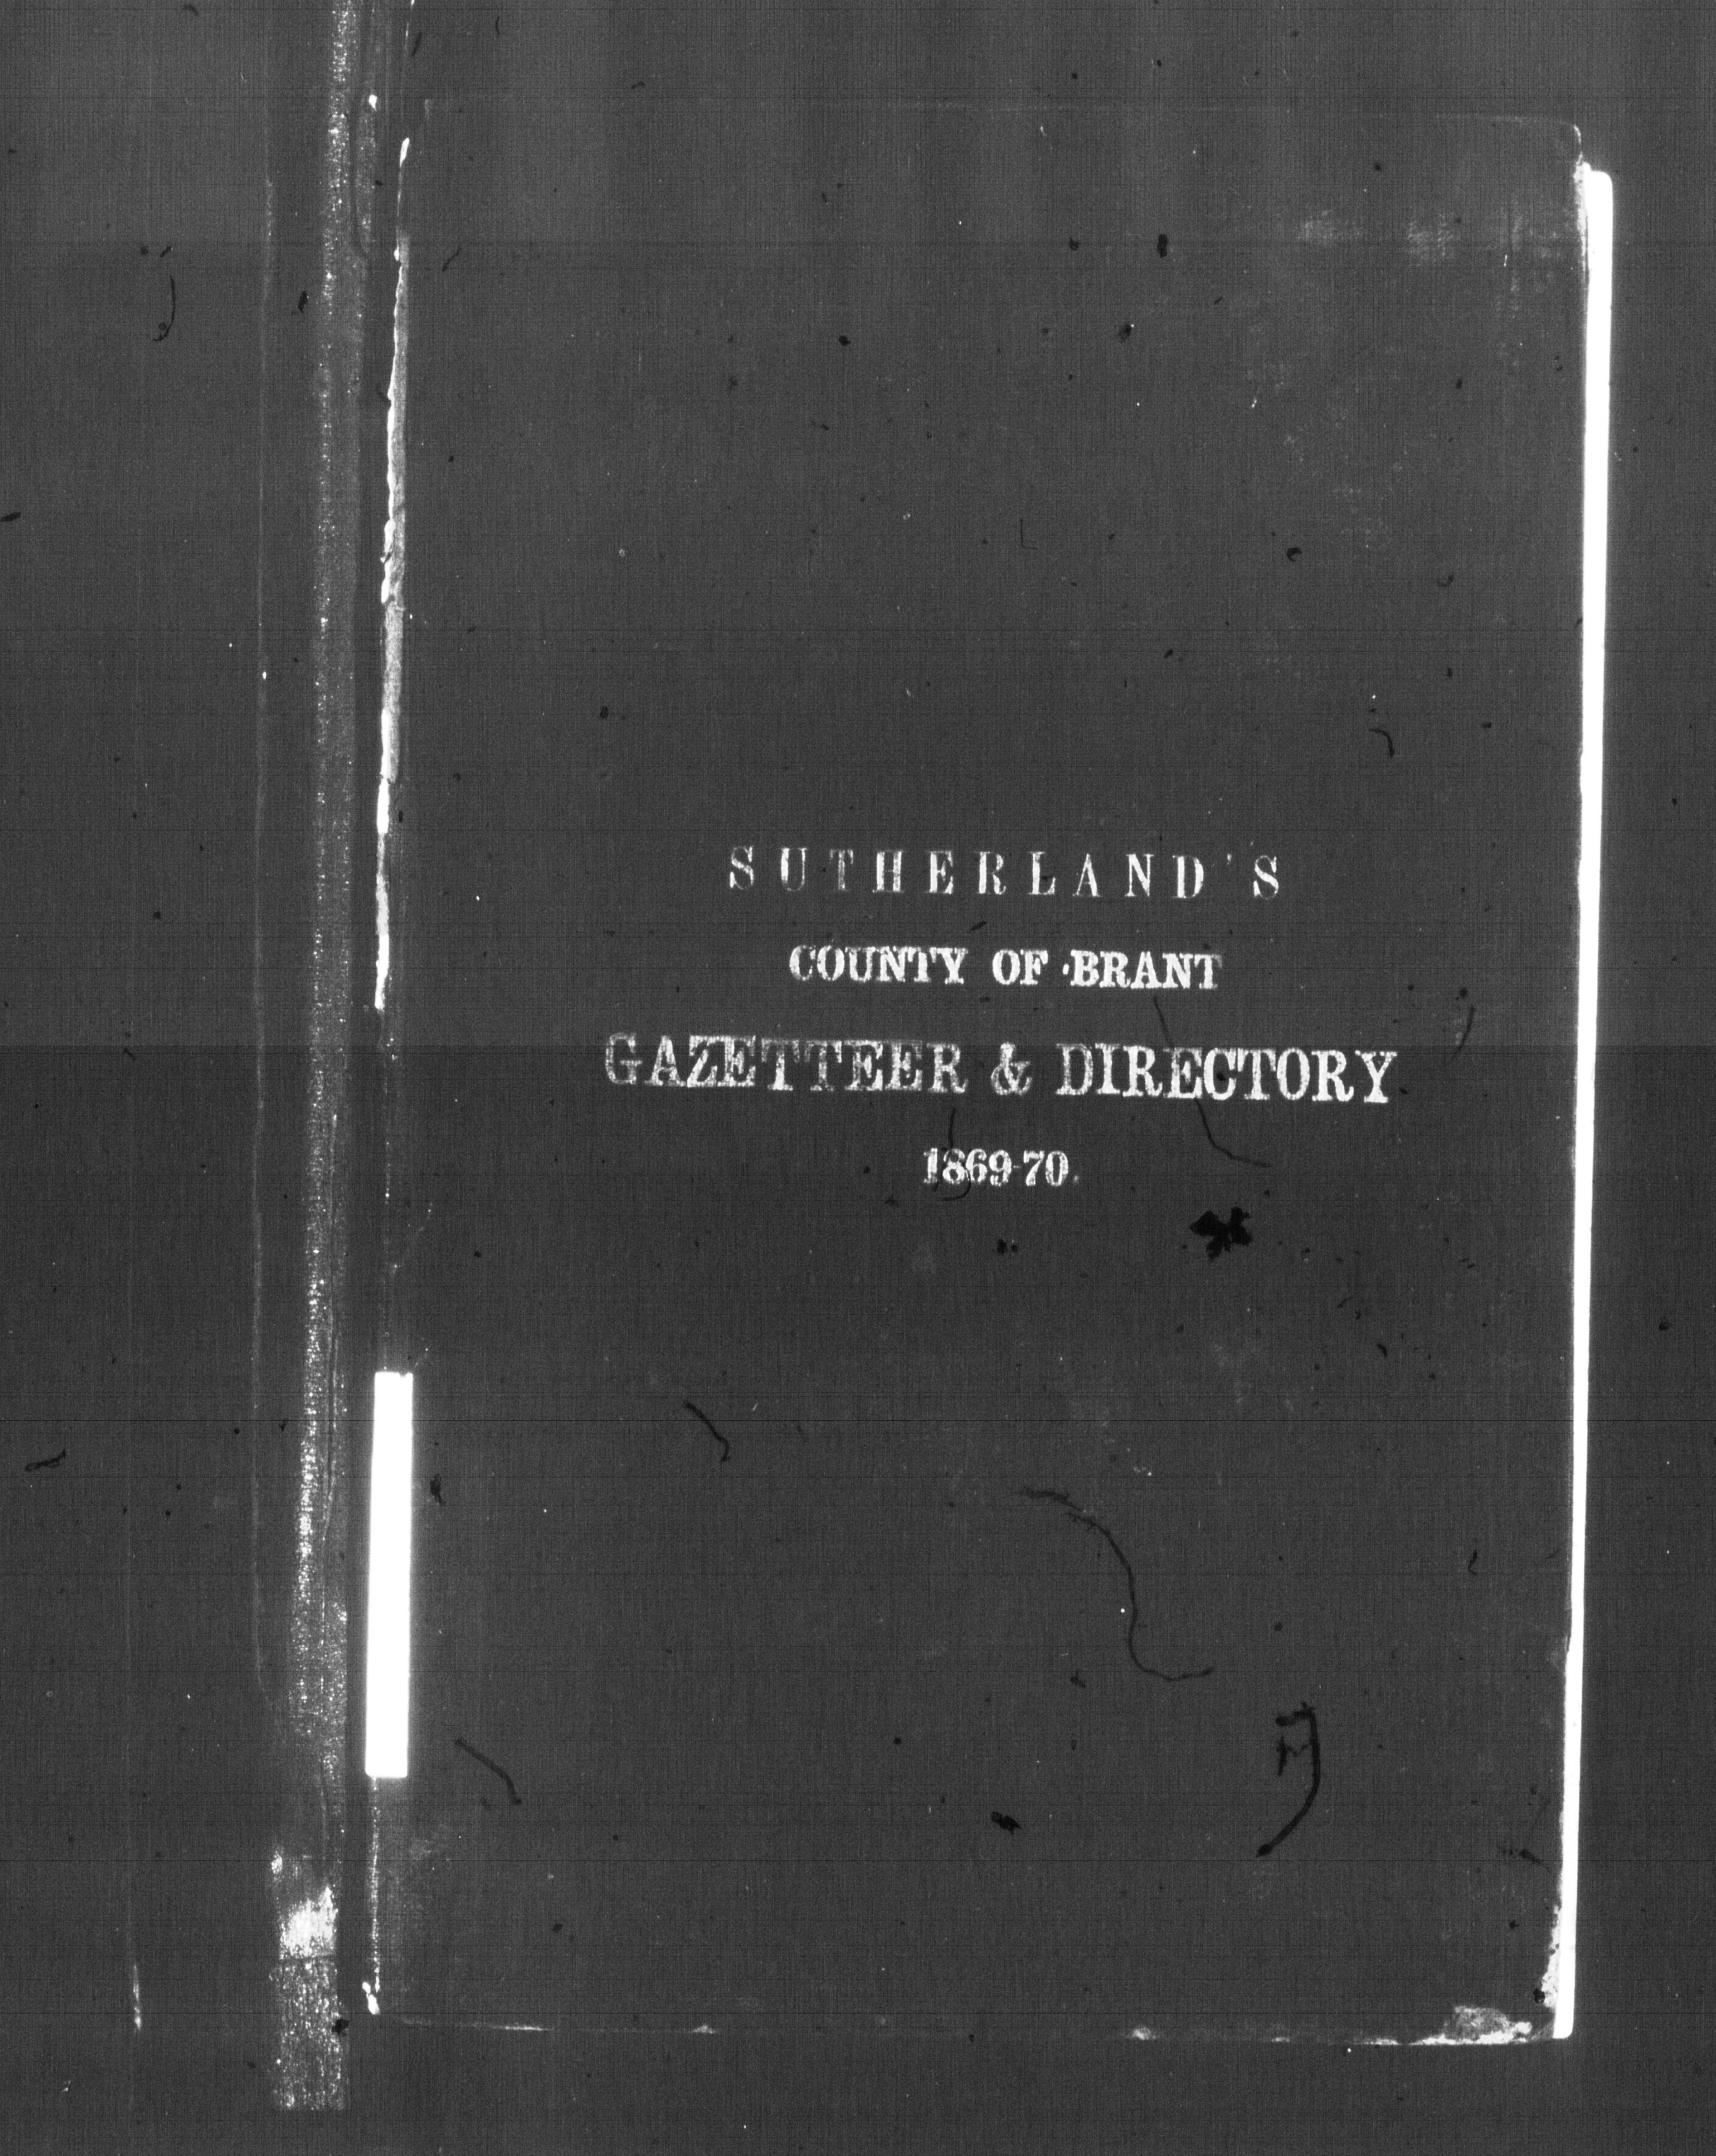 SUTHERLAND'S
COUNTY OF BRANT
GAZETTEER & DIRECTORY
1869-70.